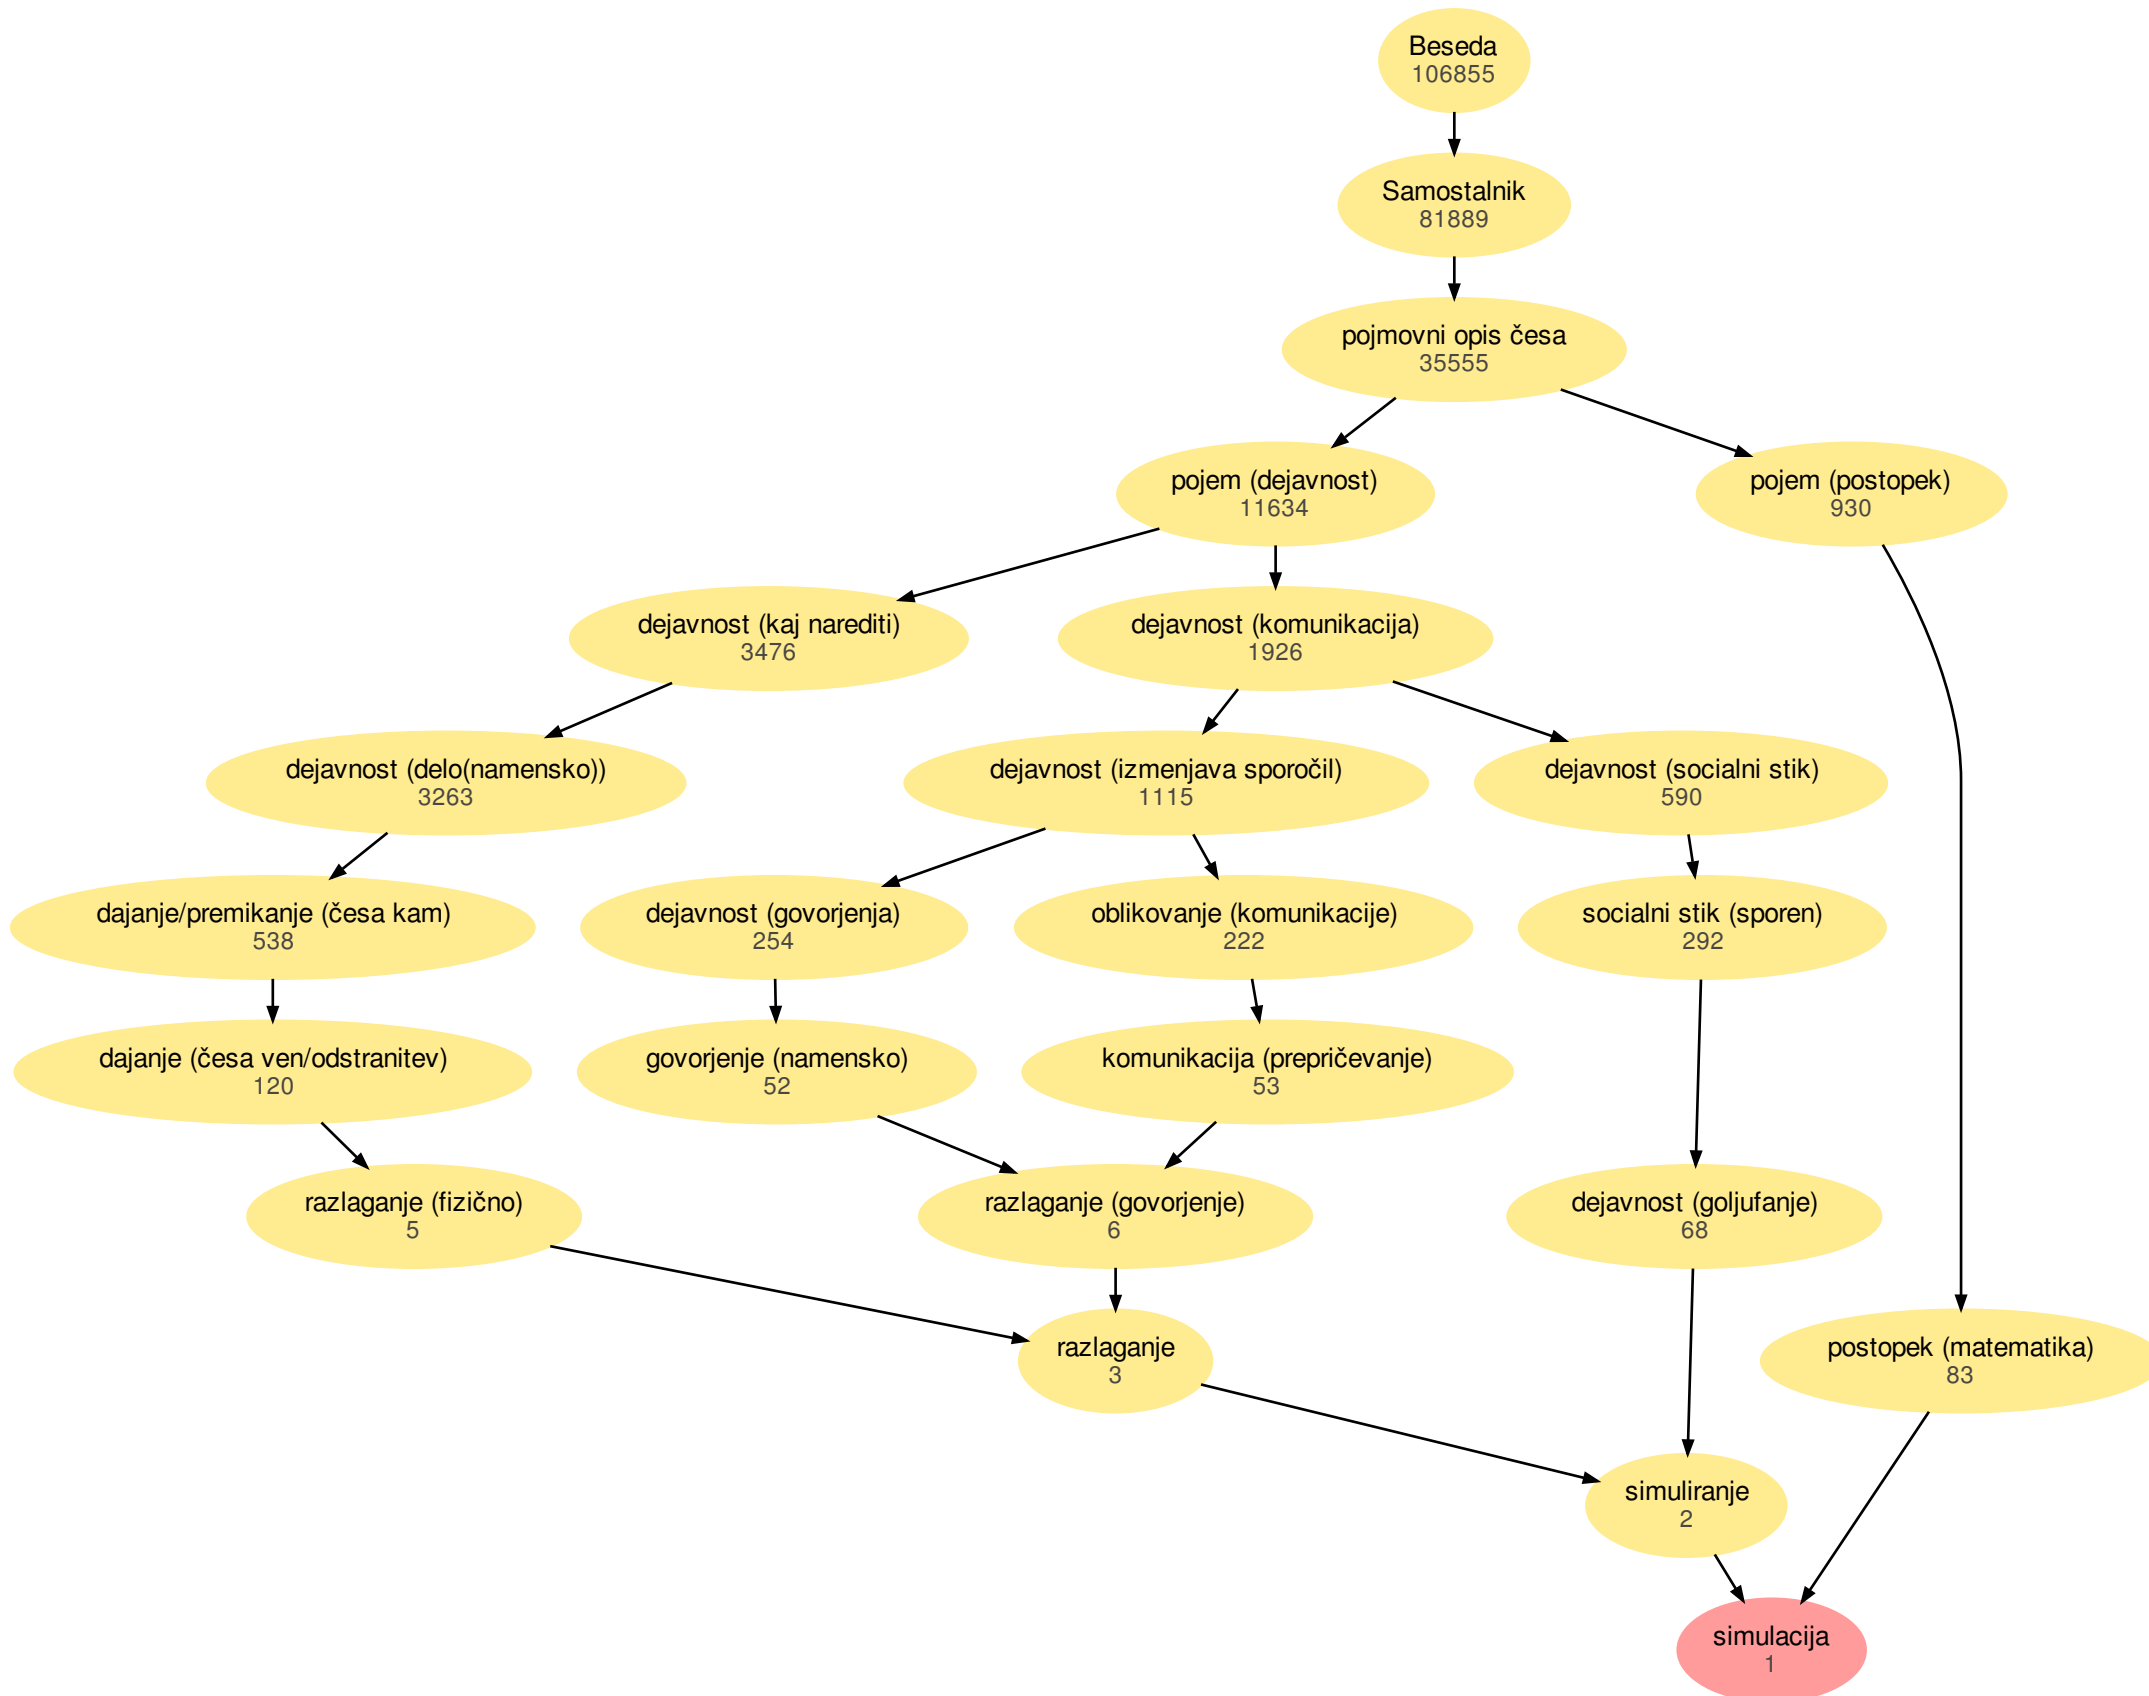 Beseda
106855
Samostalnik
81889
pojmovni opis česa
35555
pojem (dejavnost)
11634
pojem (postopek)
930
dejavnost (kaj narediti)
3476
dejavnost (komunikacija)
1926
dejavnost (delo(namensko))
3263
dejavnost (izmenjava sporočil)
1115
dejavnost (socialni stik)
590
dajanje/premikanje (česa kam)
538
dejavnost (govorjenja)
254
oblikovanje (komunikacije)
222
socialni stik (sporen)
292
dajanje (česa ven/odstranitev)
120
govorjenje (namensko)
52
komunikacija (prepričevanje)
53
razlaganje (fizično)
5
razlaganje (govorjenje)
6
dejavnost (goljufanje)
68
razlaganje
3
postopek (matematika)
83
simuliranje
2
simulacija
1